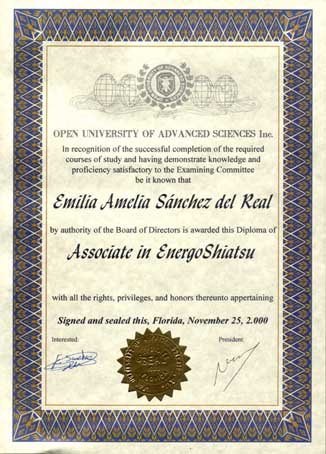 OPEN UNIVERSITY OF ADVANCED SCIENCES Inc.
In recognition of the successful completion of the required
courses of study and having demonstrate knowledge and
proficiency satisfactory to the Examining Committee
be it known that
Emilia Amelia Sánchez del Real
by authority of the Board of Directors is awarded this Diploma of
Associate in EnergoShiatsu
with all the rights, privileges, and honors thereunto appertaining
Signed and sealed this, Florida, November 25, 2.000
Interested:
President: